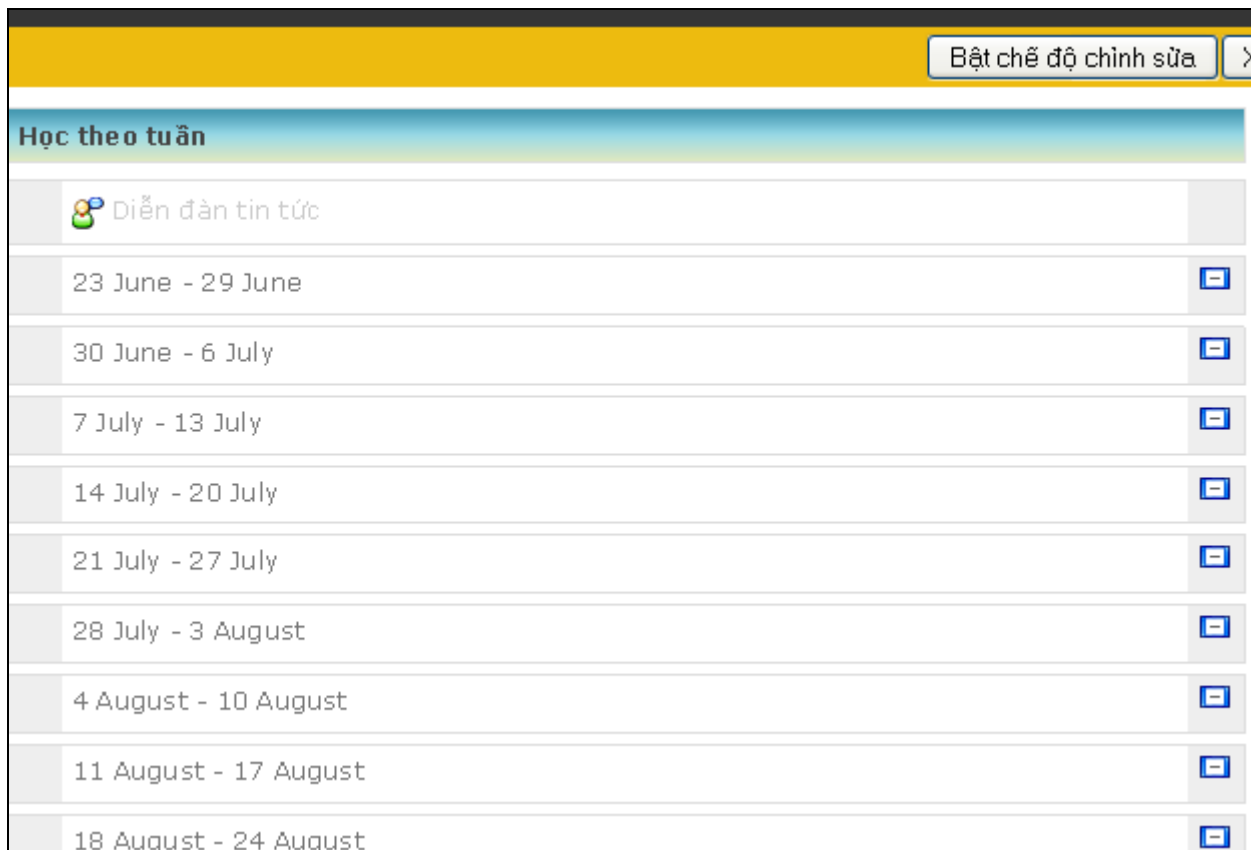 Bật chế độ chỉnh sửa
Học theo tuần
Diễn đàn tin tức
23 June - 29 June
30 June - 6 July
7 July - 13 July
14 July - 20 July
21 July - 27 July
28 July - 3 August
4 August - 10 August
11 August - 17 August
18 August - 24 August